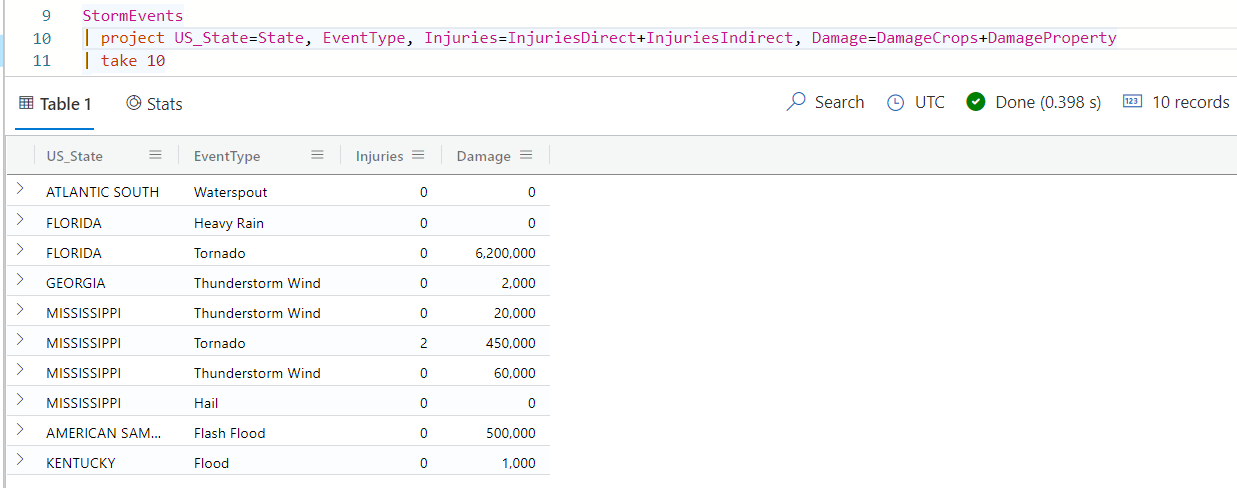 9 StormEvents
10 | project US_State=State, EventType, Injuries=InjuriesDirect+InjuriesIndirect, Damage=DamageCrops+DamageProperty
11 | take 10
Table 1 Stats Search UTC Done (0.398 s) 123 10 records
US_State EventType Injuries Damage
ATLANTIC SOUTH Waterspout 0 0
FLORIDA Heavy Rain 0 0
FLORIDA Tornado 0 6,200,000
GEORGIA Thunderstorm Wind 0 2,000
MISSISSIPPI Thunderstorm Wind 0 20,000
MISSISSIPPI Tornado 2 450,000
MISSISSIPPI Thunderstorm Wind 0 60,000
MISSISSIPPI Hail 0 0
AMERICAN SAM... Flash Flood 0 500,000
KENTUCKY Flood 0 1,000